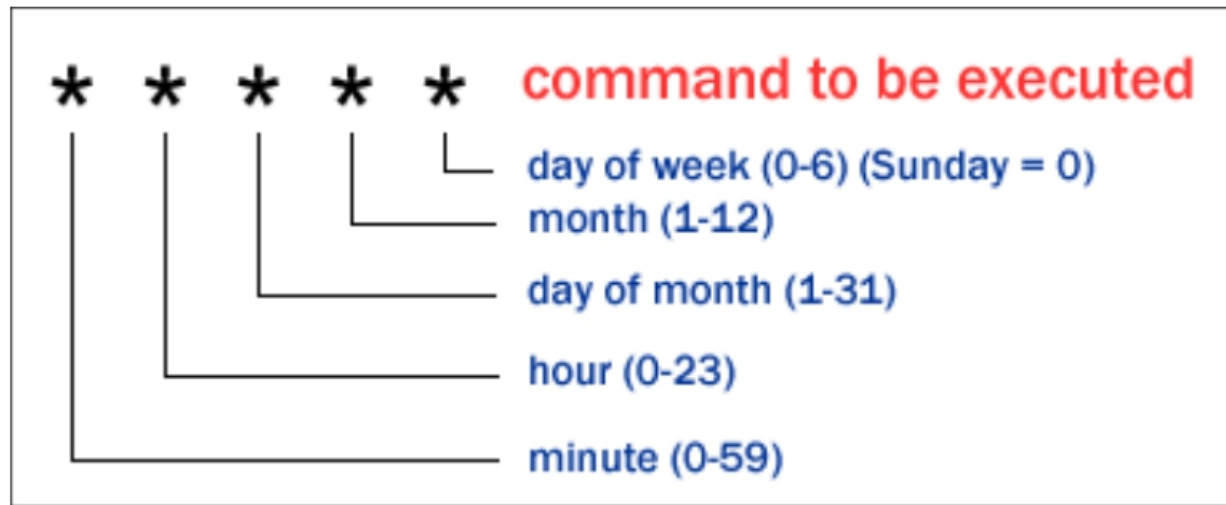 * * * * * command to be executed
day of week (0-6) (Sunday = 0)
month (1-12)
day of month (1-31)
hour (0-23)
minute (0-59)